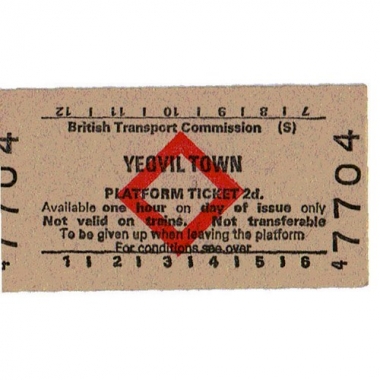 7 | 8 | 9 | 10 | 11 | 12
British Transport Commission (S)
YEOVIL TOWN
PLATFORM TICKET 2d.
Available one hour on day of issue only
Not valid on trains. Not transferable
To be given up when leaving the platform
For conditions see over
1 | 2 | 3 | 4 | 5 | 6
47704
47704